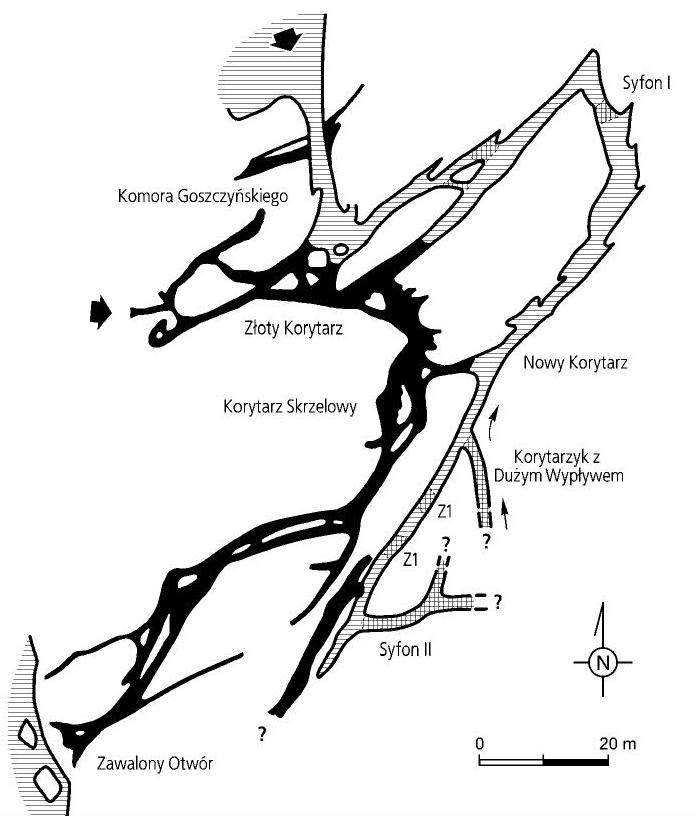 Syfon I
Komora Goszczyńskiego
Złoty Korytarz
Nowy Korytarz
Korytarz Skrzelowy
Korytarzyk z
Dużym Wypływem
Z1
?
Z1
?
?
Syfon II
N
?
0
20 m
Zawalony Otwór